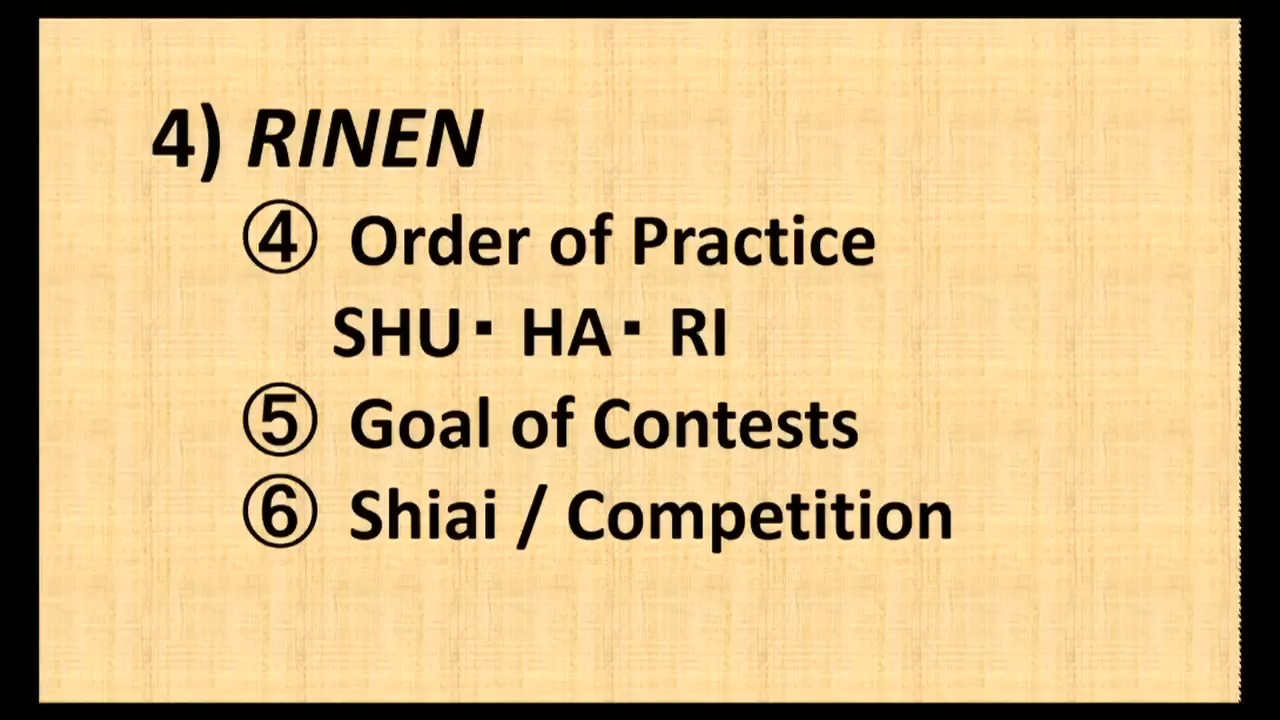 4) RINEN
④ Order of Practice
SHU・ HA・ RI
⑤ Goal of Contests
⑥ Shiai / Competition